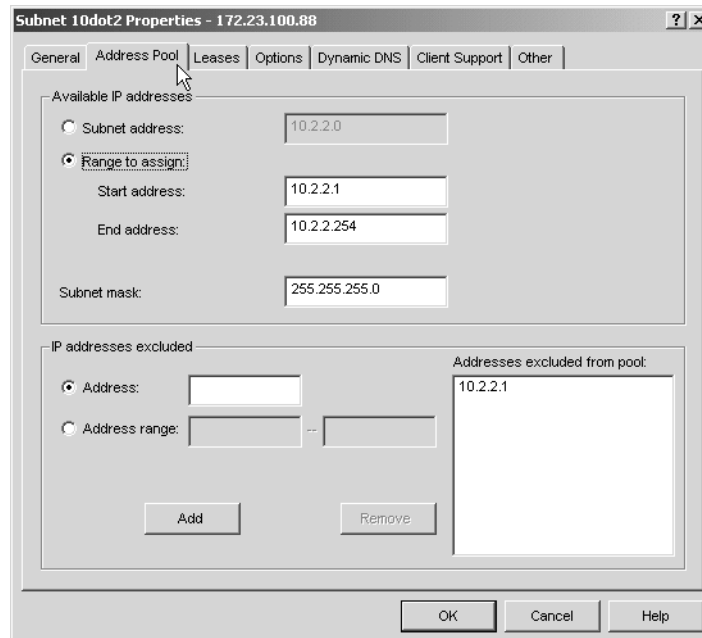 Subnet 10dot2 Properties - 172.23.100.88
General Address Pool Leases Options Dynamic DNS Client Support Other
Available IP addresses
Subnet address: 10.2.2.0
Range to assign:
Start address: 10.2.2.1
End address: 10.2.2.254
Subnet mask: 255.255.255.0
IP addresses excluded
Addresses excluded from pool:
Address:
10.2.2.1
Address range: --
Add Remove
OK Cancel Help